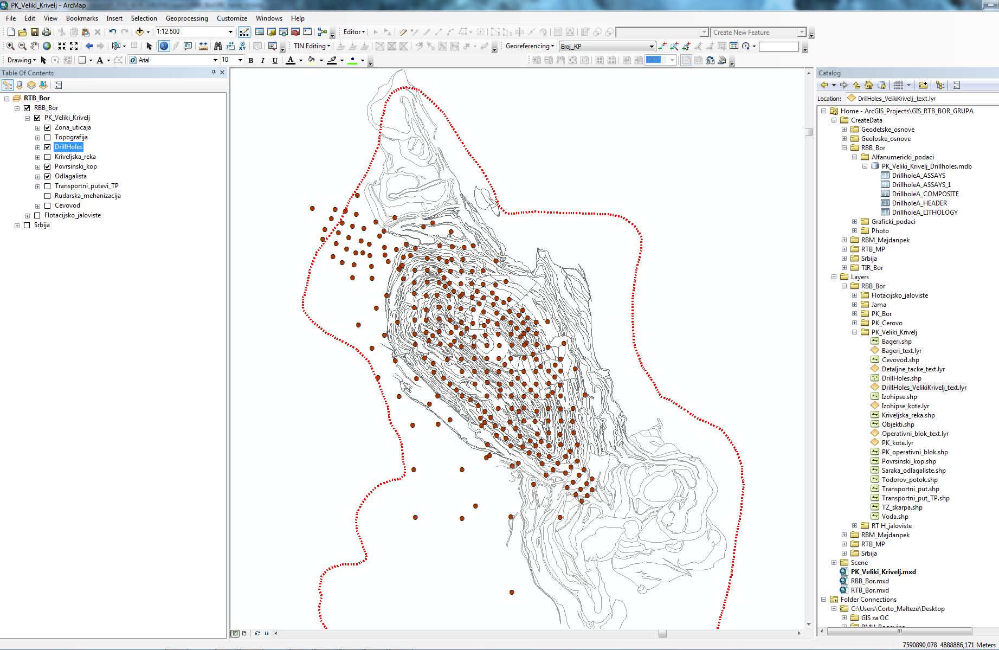 PK_Veliki_Krivelj - ArcMap
File Edit View Bookmarks Insert Selection Geoprocessing Customize Windows Help
1:12.500 Editor Create New Feature
TIN Editing Georeferencing Broj_KP
Drawing A Arial 10 B I U A 100%
Table Of Contents
RTB_Bor
RBB_Bor
PK_Veliki_Krivelj
Zona_uticaja
Topografija
DrillHoles
Kriveljska_reka
Povrsinski_kop
Odlagalista
Transportni_putevi_TP
Rudarska_mehanizacija
Cevovod
Flotacijsko_jaloviste
Srbija
Catalog
Location: DrillHoles_VelikiKrivelj_text.lyr
Home - ArcGIS_Projects\GIS_RTB_BOR_GRUPA
CreateData
Geodetske_osnove
Geoloske_osnove
RBB_Bor
Alfanumericki_podaci
PK_Veliki_Krivelj_Drillholes.mdb
DrillholeA_ASSAYS
DrillholeA_ASSAYS_1
DrillholeA_COMPOSITE
DrillholeA_HEADER
DrillholeA_LITHOLOGY
Graficki_podaci
Photo
RBM_Majdanpek
RTB_MP
Srbija
TIR_Bor
Layers
RBB_Bor
Flotacijsko_jaloviste
Jama
PK_Bor
PK_Cerovo
PK_Veliki_Krivelj
Bageri.shp
Bageri_text.lyr
Cevovod.shp
Detaljne_tacke_text.lyr
DrillHoles.shp
DrillHoles_VelikiKrivelj_text.lyr
Izohipse.shp
Izohipse_kote.lyr
Kriveljska_reka.shp
Objekti.shp
Operativni_blok_text.lyr
PK_kote.lyr
PK_operativni_blok.shp
Povrsinski_kop.shp
Saraka_odlagaliste.shp
Todorov_potok.shp
Transportni_put.shp
Transportni_put_TP.shp
TZ_skarpa.shp
Voda.shp
RT H_jaloviste
RBM_Majdanpek
RTB_MP
Srbija
Scene
PK_Veliki_Krivelj.mxd
RBB_Bor.mxd
RTB_Bor.mxd
Folder Connections
C:\Users\Corto_Malteze\Desktop
GIS za OC
7590890,078 4888886,171 Meters